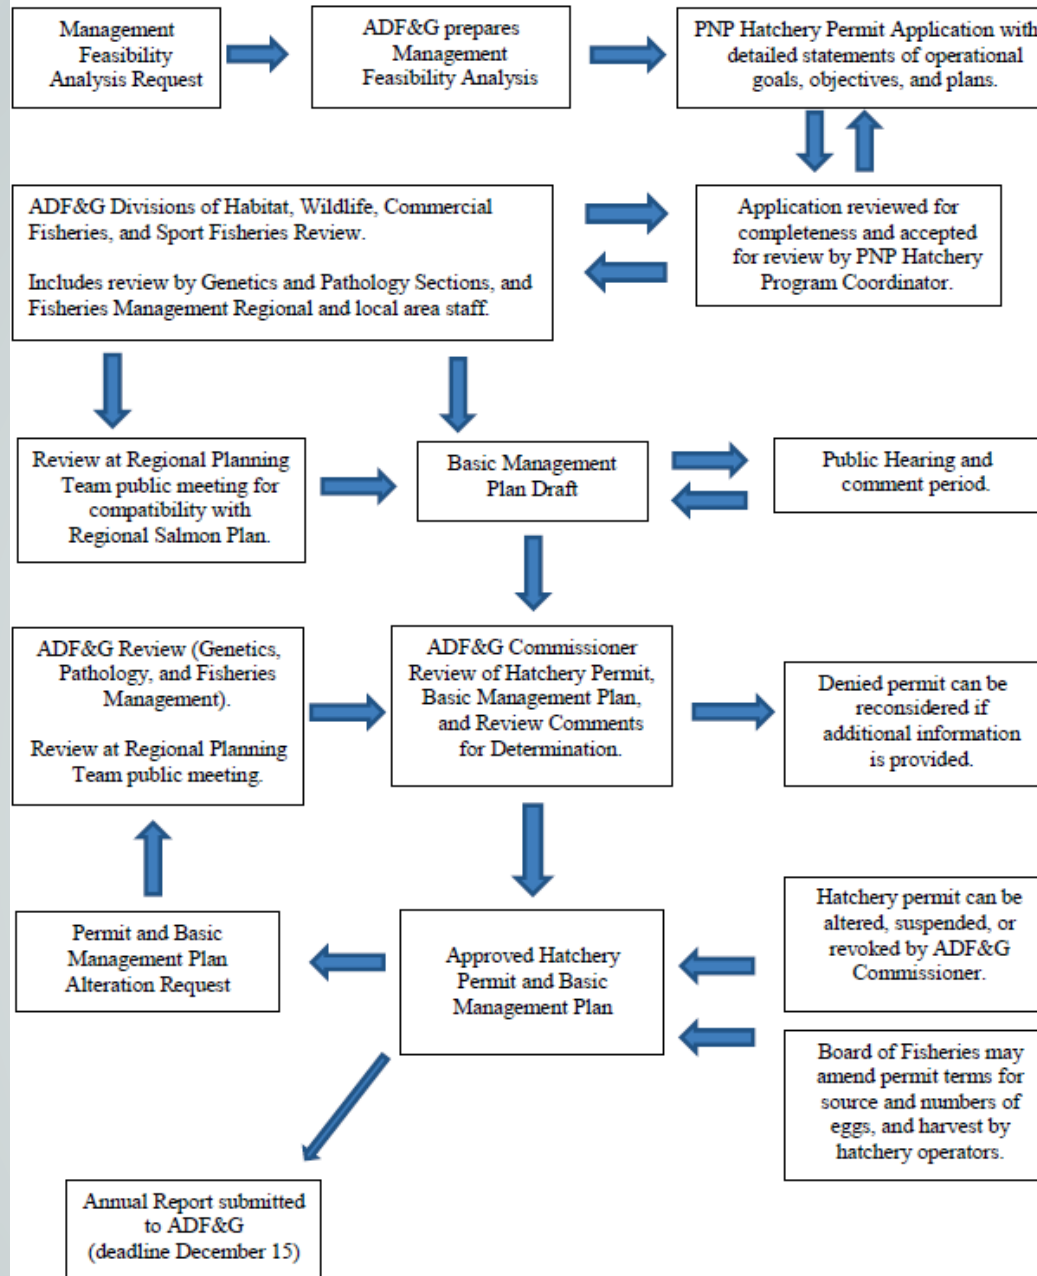 Management
Feasibility
Analysis Request
ADF&G prepares
Management
Feasibility Analysis
PNP Hatchery Permit Application with
detailed statements of operational
goals, objectives, and plans.
ADF&G Divisions of Habitat, Wildlife, Commercial
Fisheries, and Sport Fisheries Review.
Includes review by Genetics and Pathology Sections, and
Fisheries Management Regional and local area staff.
Application reviewed for
completeness and accepted
for review by PNP Hatchery
Program Coordinator.
Review at Regional Planning
Team public meeting for
compatibility with
Regional Salmon Plan.
Basic Management
Plan Draft
Public Hearing and
comment period.
ADF&G Review (Genetics,
Pathology, and Fisheries
Management).
Review at Regional Planning
Team public meeting.
ADF&G Commissioner
Review of Hatchery Permit,
Basic Management Plan,
and Review Comments
for Determination.
Denied permit can be
reconsidered if
additional information
is provided.
Permit and Basic
Management Plan
Alteration Request
Approved Hatchery
Permit and Basic
Management Plan
Hatchery permit can be
altered, suspended, or
revoked by ADF&G
Commissioner.
Board of Fisheries may
amend permit terms for
source and numbers of
eggs, and harvest by
hatchery operators.
Annual Report submitted
to ADF&G
(deadline December 15)